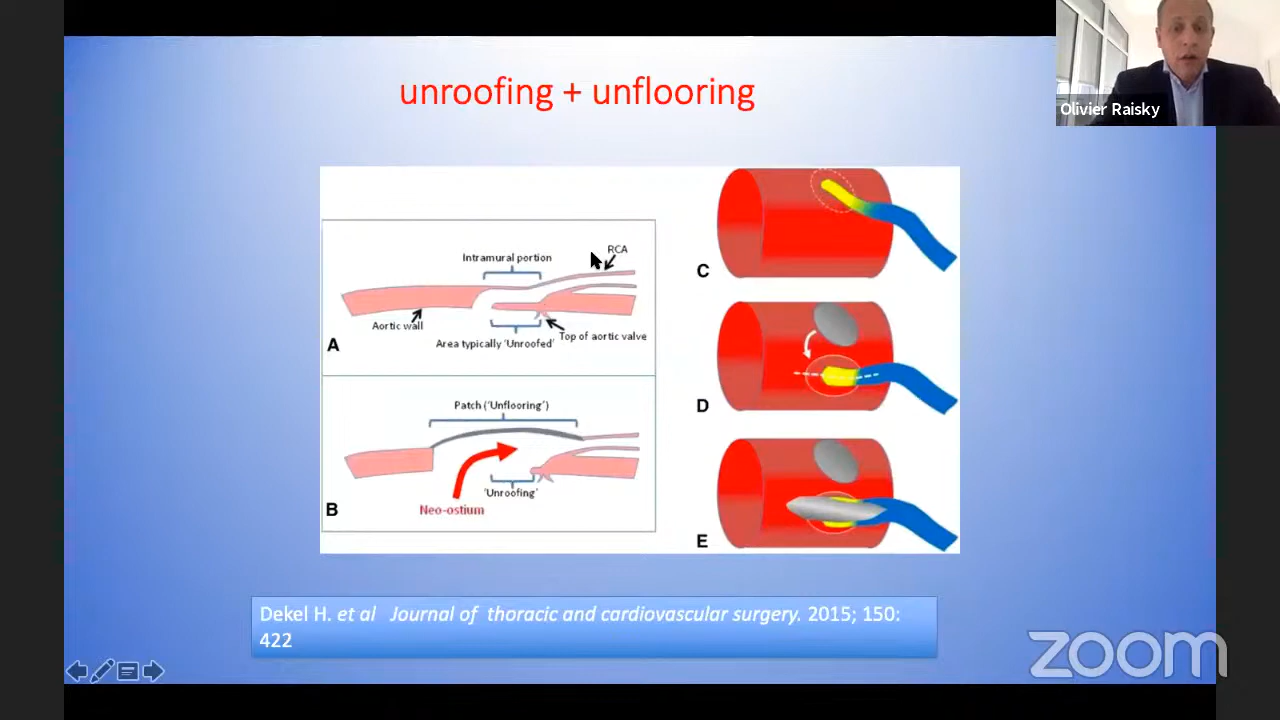 unroofing + unflooring
Olivier Raisky
RCA
Intramural portion
Aortic wall
Top of aortic valve
Area typically 'Unroofed'
A
Patch ('Unflooring')
'Unroofing'
Neo-ostium
B
C
D
E
Dekel H. et al Journal of thoracic and cardiovascular surgery. 2015; 150:
422
zoom